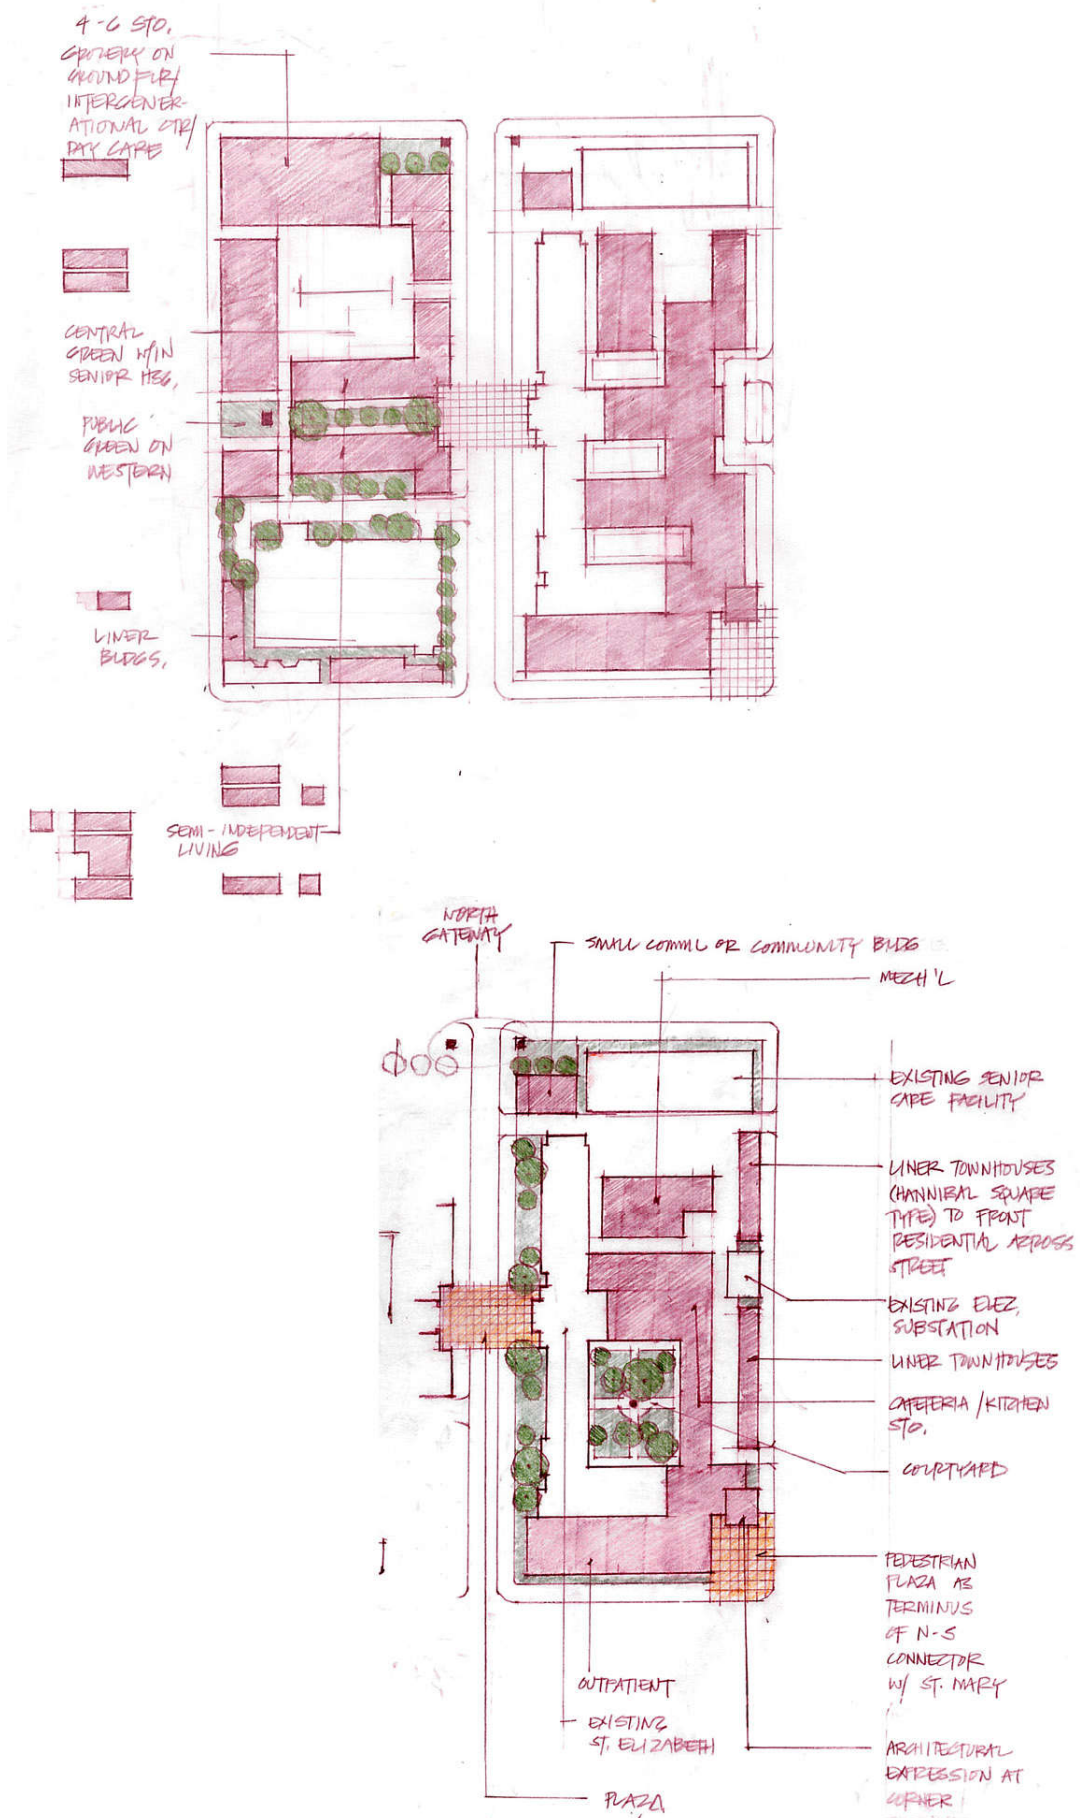 4-6 STO.
GROCERY ON
GROUND FLR/
INTERGENER-
ATIONAL CTR/
DAY CARE
CENTRAL
GREEN W/IN
SENIOR HSG.
PUBLIC
GREEN ON
WESTERN
LINER
BLDGS.
SEMI-INDEPENDENT
LIVING
NORTH
GATEWAY
SMALL COMM'L OR COMMUNITY BLDG
MECH'L
EXISTING SENIOR
CARE FACILITY
LINER TOWNHOUSES
(HANNIBAL SQUARE
TYPE) TO FRONT
RESIDENTIAL ACROSS
STREET
EXISTING ELEC.
SUBSTATION
LINER TOWNHOUSES
CAFETERIA/KITCHEN
STO.
COURTYARD
PEDESTRIAN
PLAZA AS
TERMINUS
OF N-S
CONNECTOR
W/ ST. MARY
OUTPATIENT
EXISTING
ST. ELIZABETH
ARCHITECTURAL
EXPRESSION AT
CORNER
PLAZA